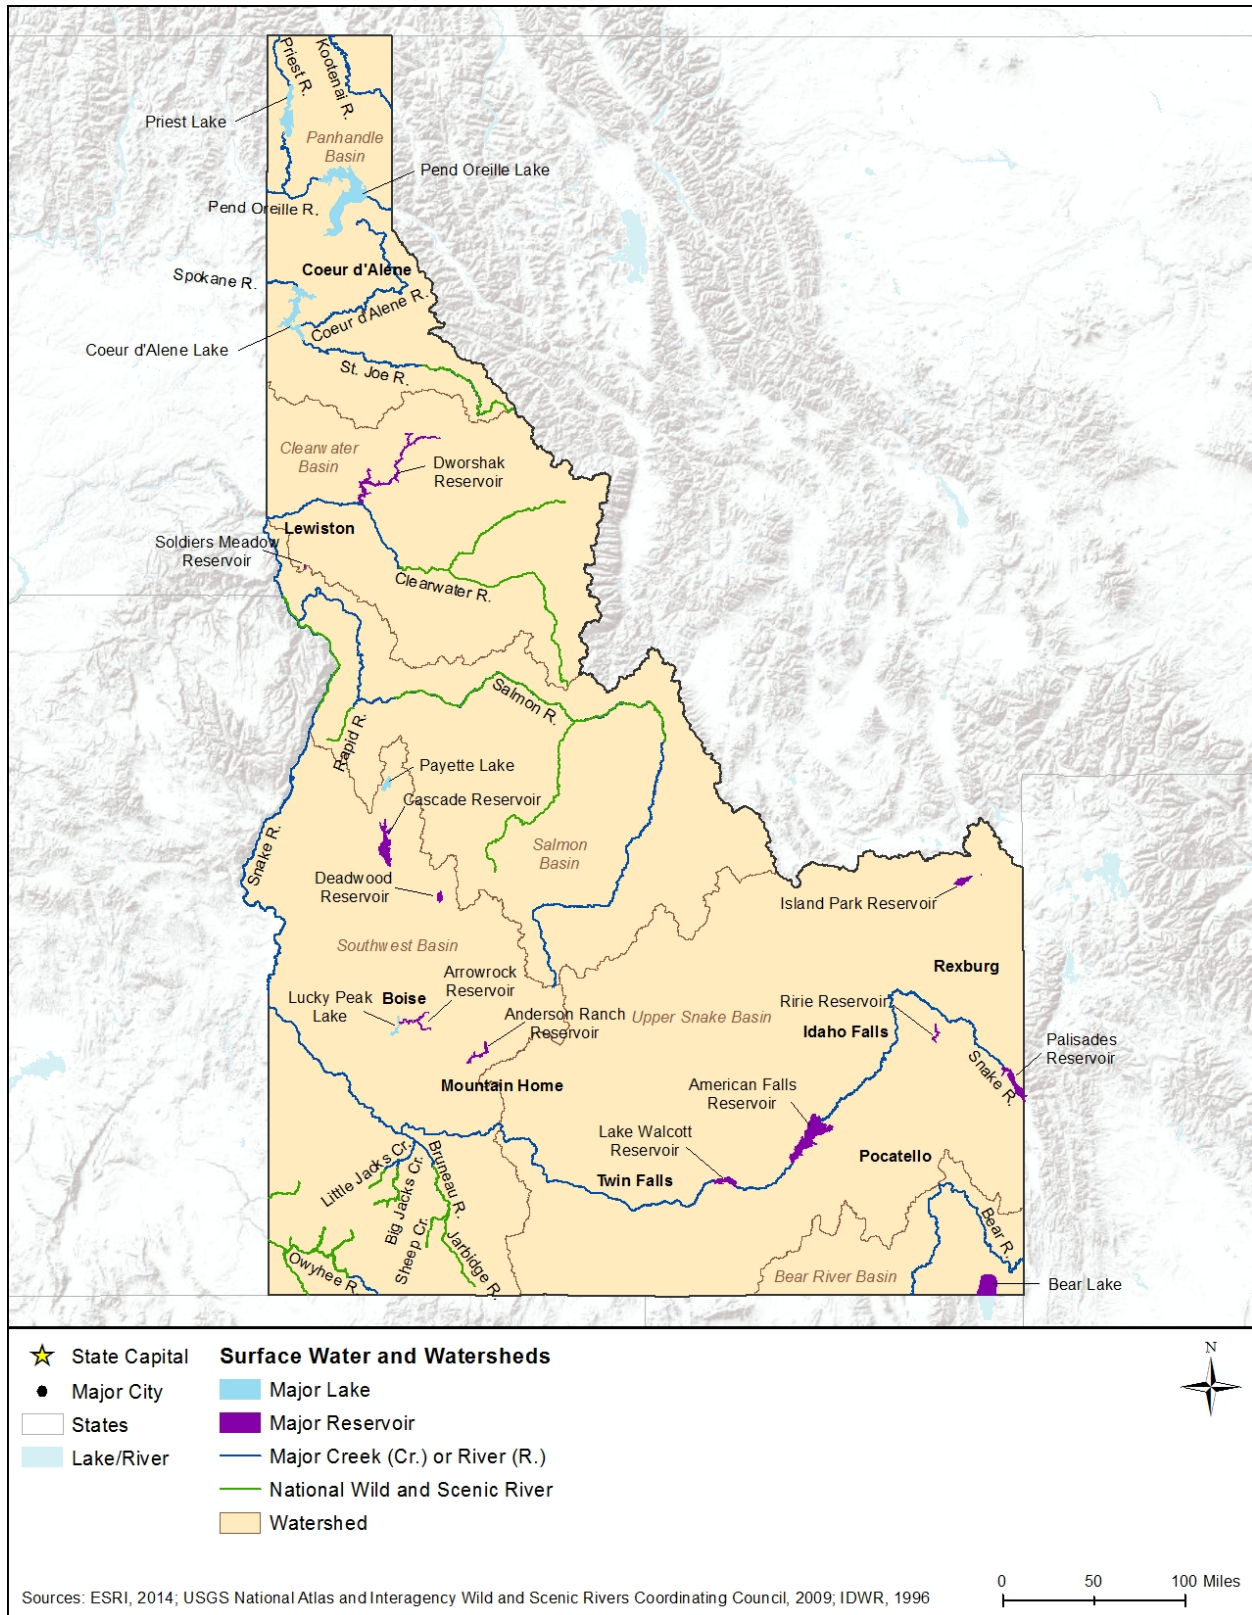 Priest R.
Kootenai R.
Priest Lake
Panhandle
Basin
Pend Oreille Lake
Pend Oreille R.
Coeur d'Alene
Spokane R.
Coeur d'Alene R.
Coeur d'Alene Lake
St. Joe R.
Clearwater
Basin
Dworshak
Reservoir
Lewiston
Soldiers Meadow
Reservoir
Clearwater R.
Salmon R.
Rapid R.
Payette Lake
Cascade Reservoir
Snake R.
Salmon
Basin
Deadwood
Reservoir
Island Park Reservoir
Southwest Basin
Rexburg
Arrowrock
Reservoir
Lucky Peak
Lake
Boise
Ririe Reservoir
Anderson Ranch
Reservoir
Upper Snake Basin
Idaho Falls
Palisades
Reservoir
Snake R.
Mountain Home
American Falls
Reservoir
Lake Walcott
Reservoir
Pocatello
Twin Falls
Little Jacks Cr.
Big Jacks Cr.
Bruneau R.
Sheep Cr.
Jarbidge R.
Owyhee R.
Bear R.
Bear River Basin
Bear Lake
State Capital
Major City
States
Lake/River
Surface Water and Watersheds
Major Lake
Major Reservoir
Major Creek (Cr.) or River (R.)
National Wild and Scenic River
Watershed
N
0 50 100 Miles
Sources: ESRI, 2014; USGS National Atlas and Interagency Wild and Scenic Rivers Coordinating Council, 2009; IDWR, 1996